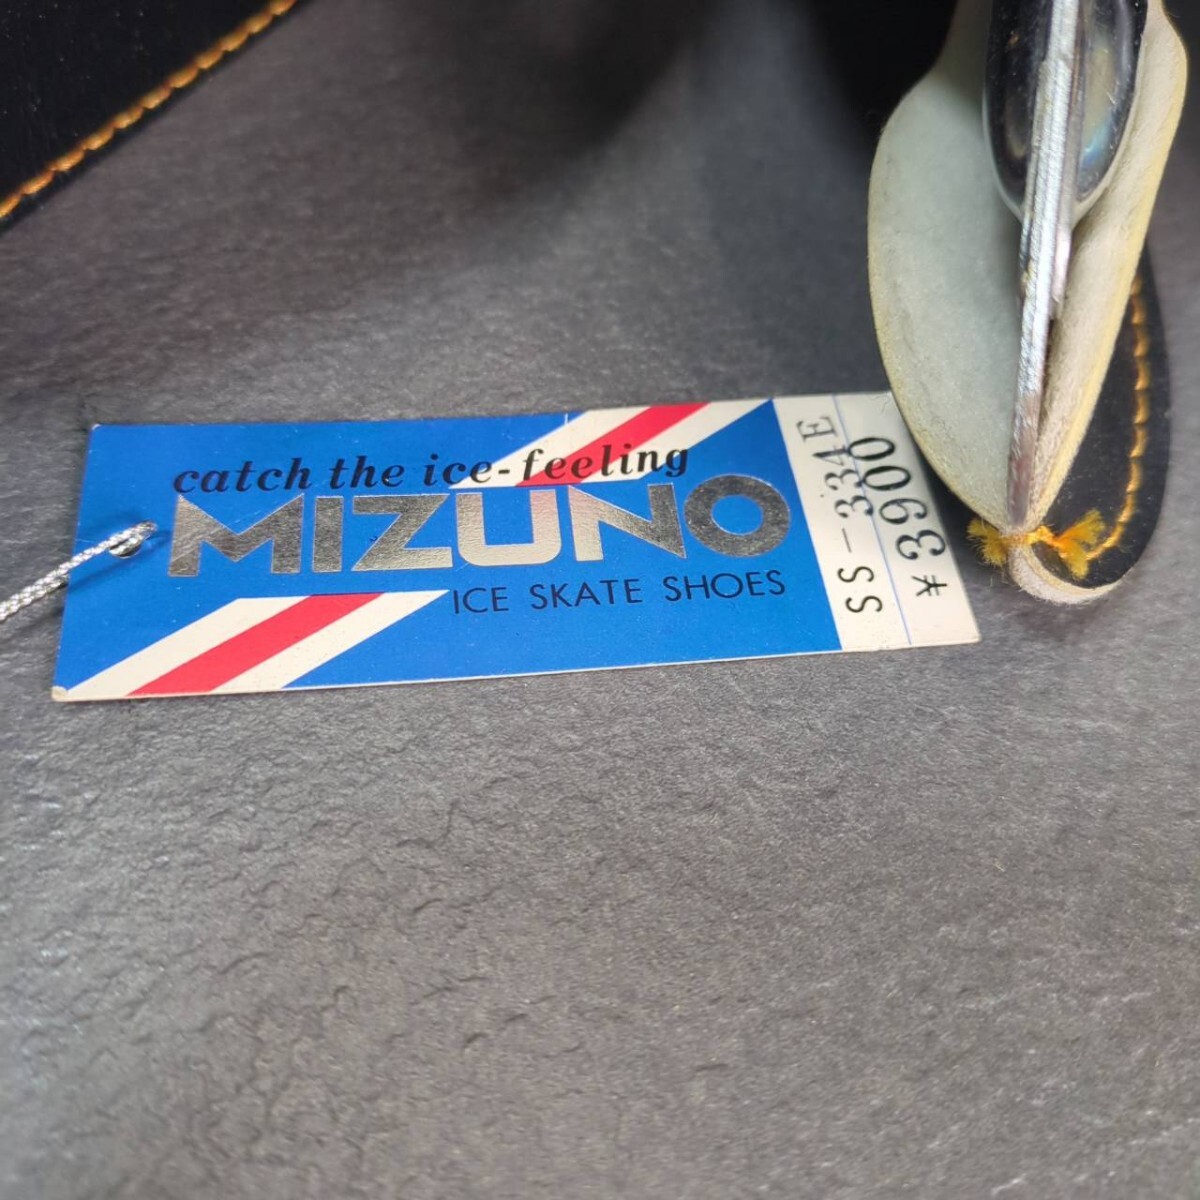 catch the ice-feeling
MIZUNO
ICE SKATE SHOES
SS-334E
¥3900